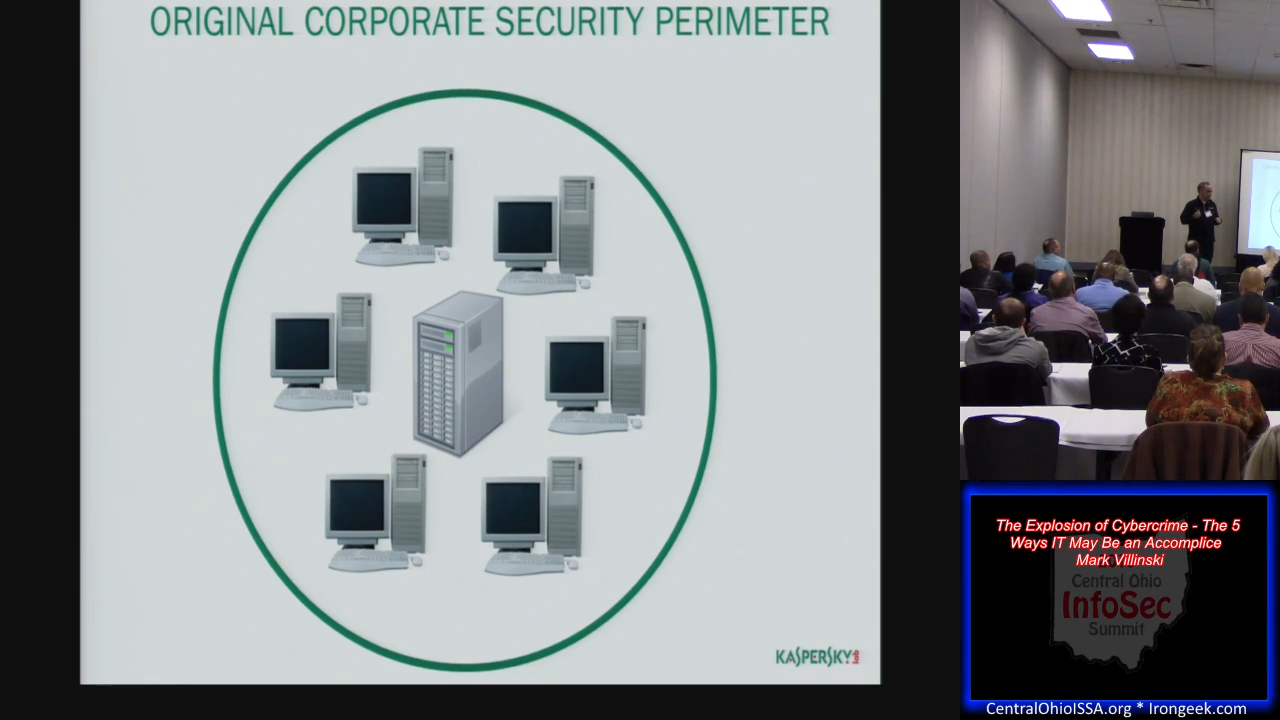 ORIGINAL CORPORATE SECURITY PERIMETER
KASPERSKY lab
The Explosion of Cybercrime - The 5
Ways IT May Be an Accomplice
Mark Villinski
Central Ohio
InfoSec
Summit
CentralOhioISSA.org * Irongeek.com